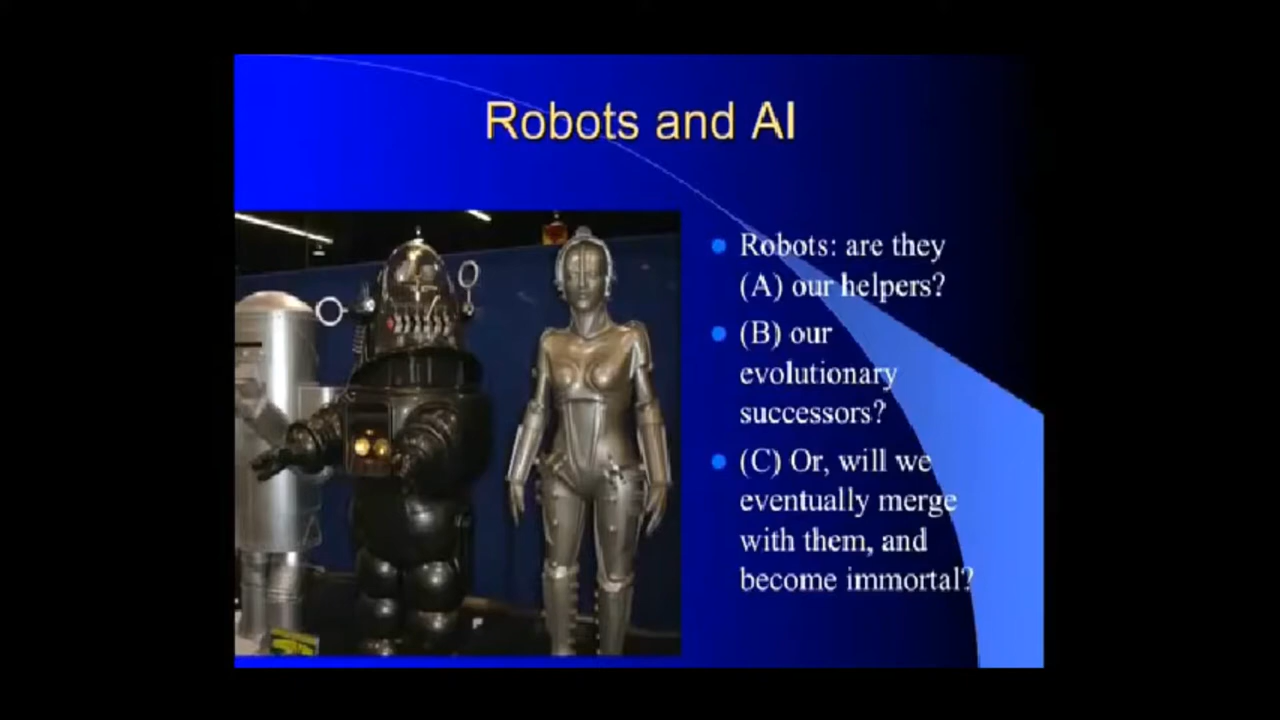 Robots and AI
Robots: are they
(A) our helpers?
(B) our
evolutionary
successors?
(C) Or, will we
eventually merge
with them, and
become immortal?